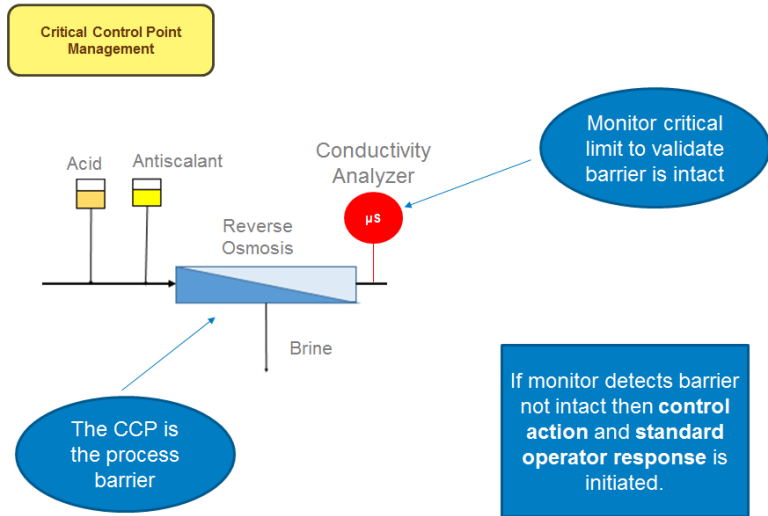 Critical Control Point
Management
Acid
Antiscalant
Conductivity
Analyzer
Monitor critical
limit to validate
barrier is intact
µS
Reverse
Osmosis
Brine
The CCP is
the process
barrier
If monitor detects barrier
not intact then control
action and standard
operator response is
initiated.